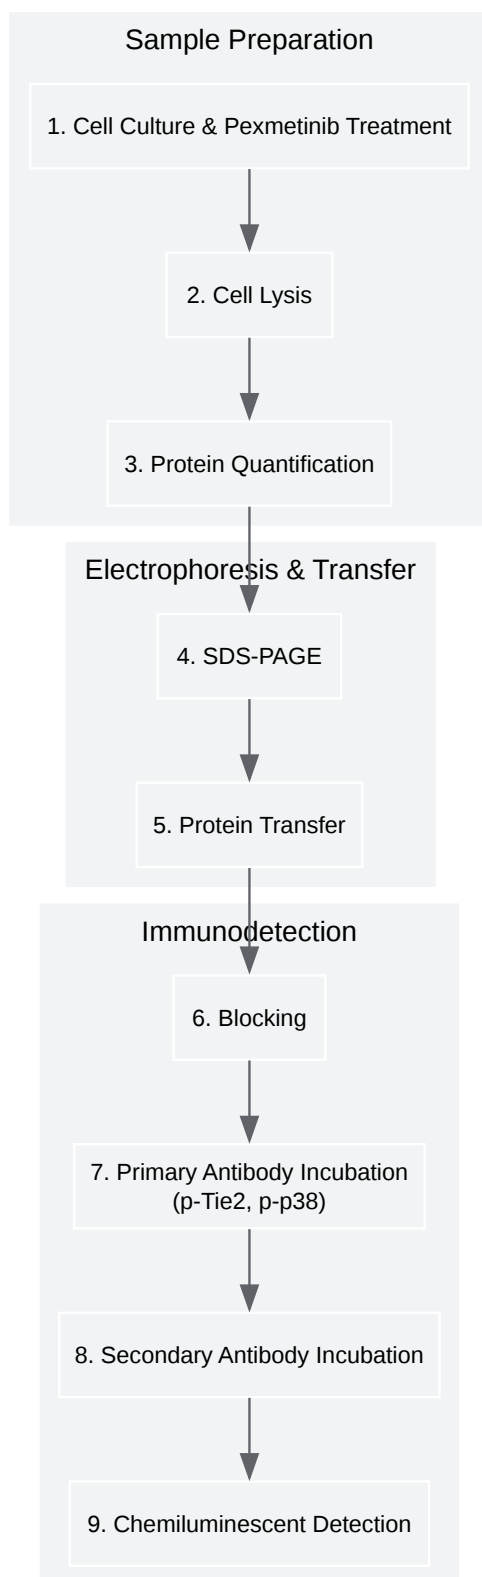 Sample Preparation
1. Cell Culture & Pexmetinib Treatment
2. Cell Lysis
3. Protein Quantification
Electrophoresis & Transfer
4. SDS-PAGE
5. Protein Transfer
Immunodetection
6. Blocking
7. Primary Antibody Incubation
(p-Tie2, p-p38)
8. Secondary Antibody Incubation
9. Chemiluminescent Detection